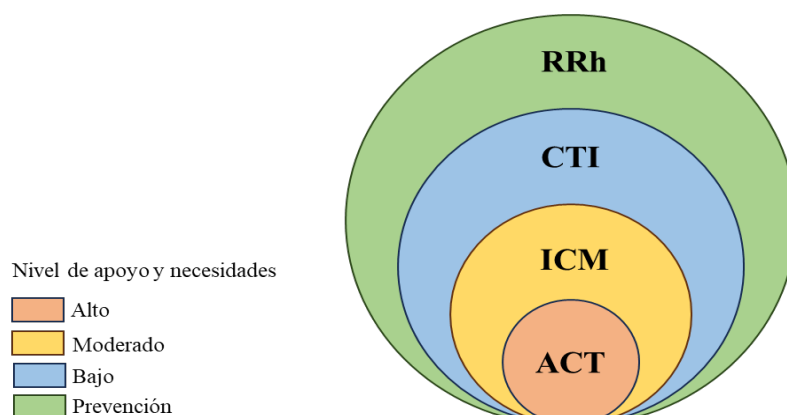 RRh
CTI
ICM
ACT
Nivel de apoyo y necesidades
Alto
Moderado
Bajo
Prevención